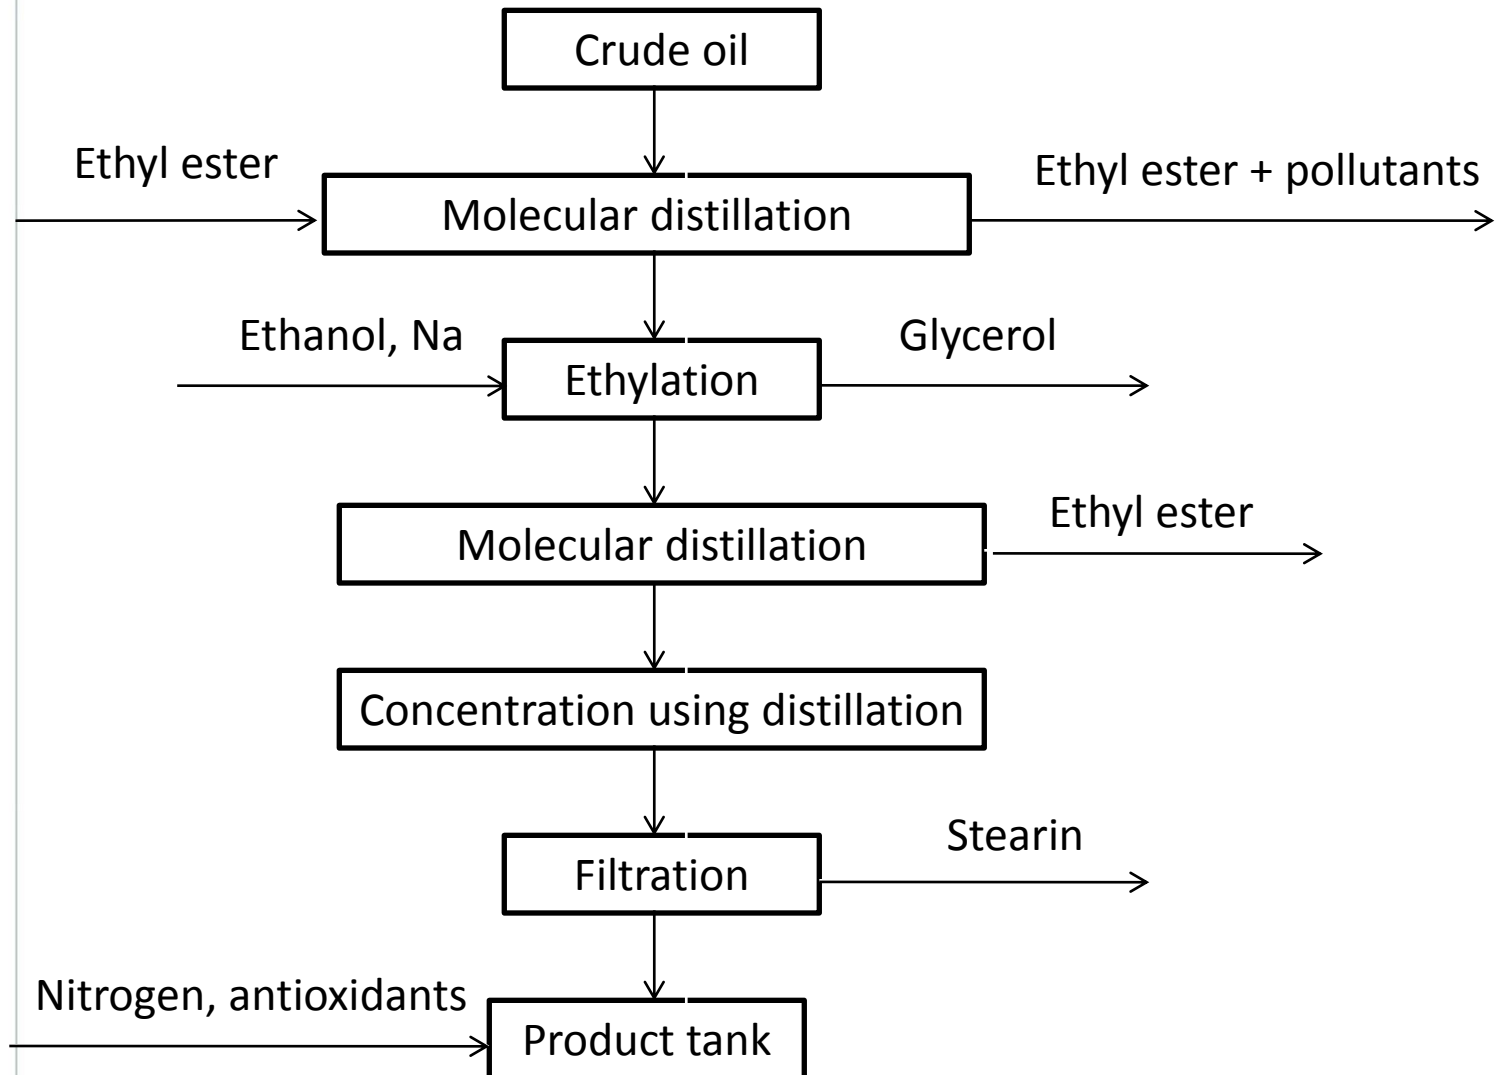 Crude oil
Ethyl ester
Ethyl ester + pollutants
Molecular distillation
Ethanol, Na
Glycerol
Ethylation
Ethyl ester
Molecular distillation
Concentration using distillation
Stearin
Filtration
Nitrogen, antioxidants
Product tank